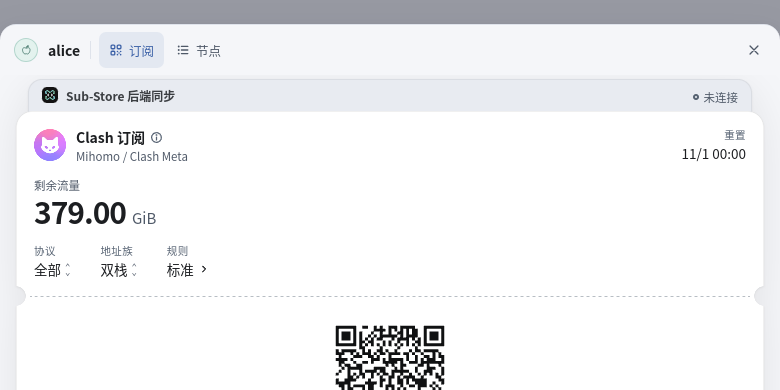 alice
订阅
节点
Sub-Store 后端同步
未连接
Clash 订阅
Mihomo / Clash Meta
重置
11/1 00:00
剩余流量
379.00 GiB
协议
地址族
规则
全部
双栈
标准